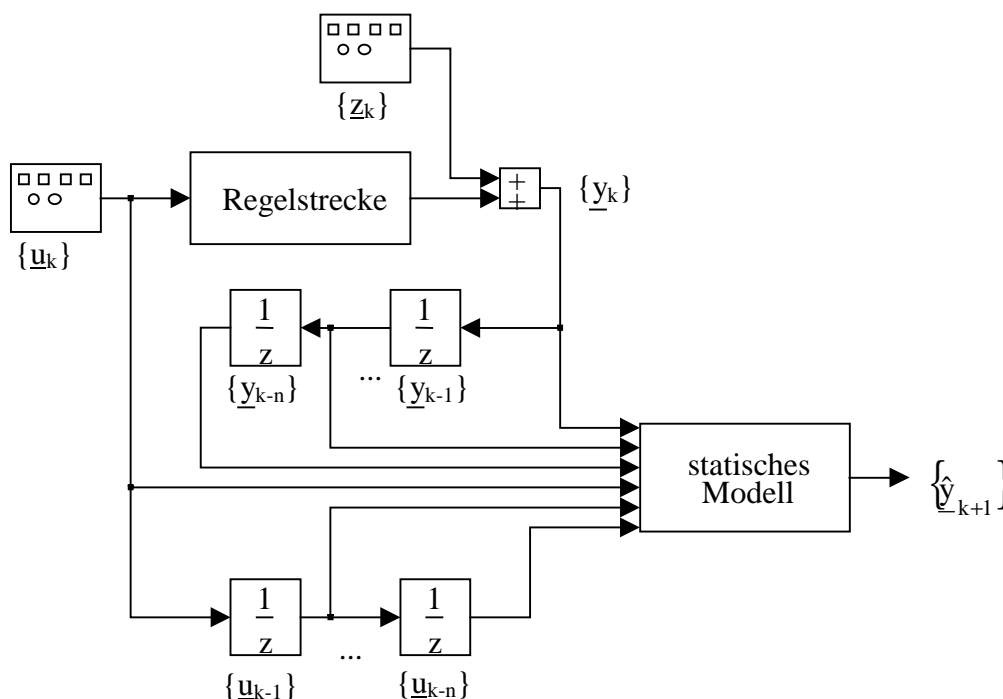 {z_k}
Regelstrecke
+
+
{y_k}
{u_k}
1
z
1
z
...
{y_k-n}
{y_k-1}
statisches
Modell
{ŷ_k+1}
1
z
1
z
...
{u_k-1}
{u_k-n}